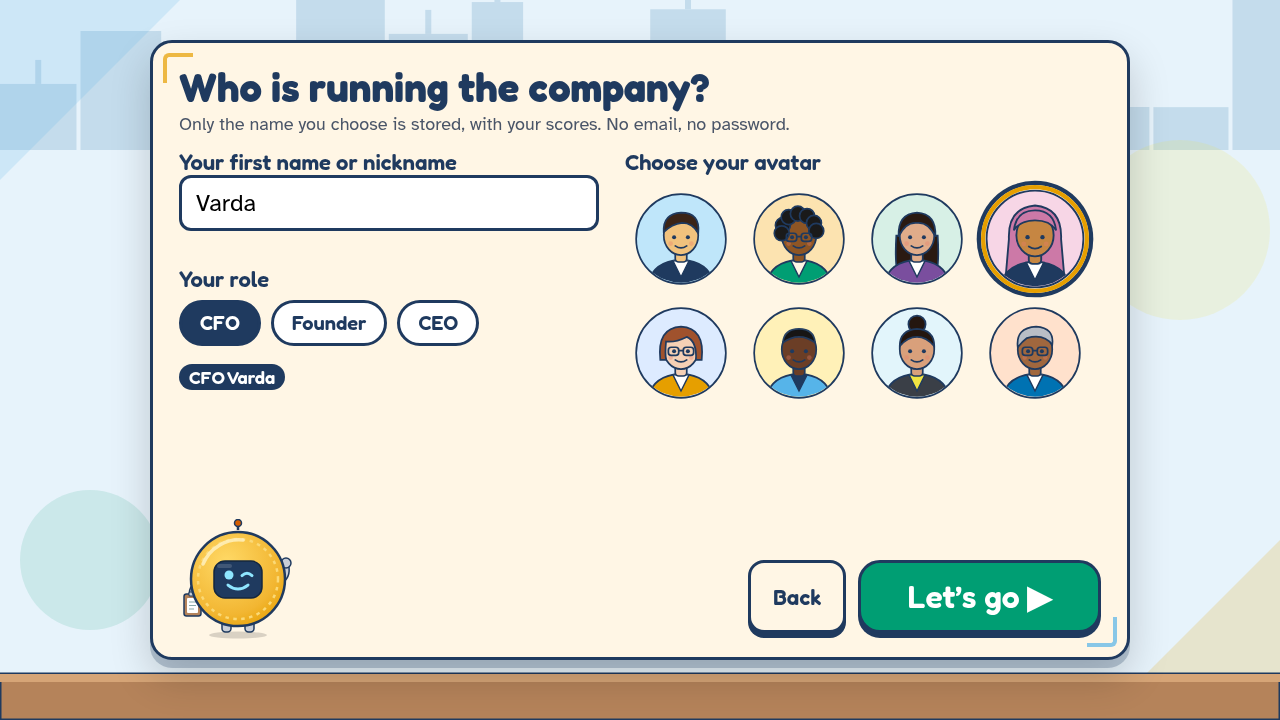 Who is running the company?
Only the name you choose is stored, with your scores. No email, no password.
Your first name or nickname
Varda
Your role
CFO
Founder
CEO
CFO Varda
Choose your avatar
Back
Let's go ▶